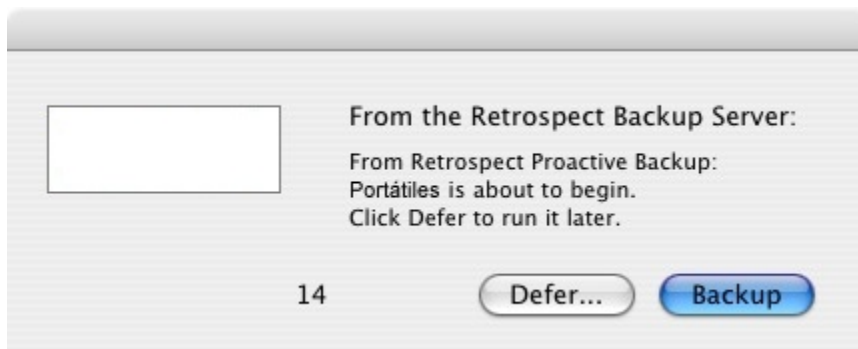 From the Retrospect Backup Server:
From Retrospect Proactive Backup:
Portátiles is about to begin.
Click Defer to run it later.
14
Defer...
Backup